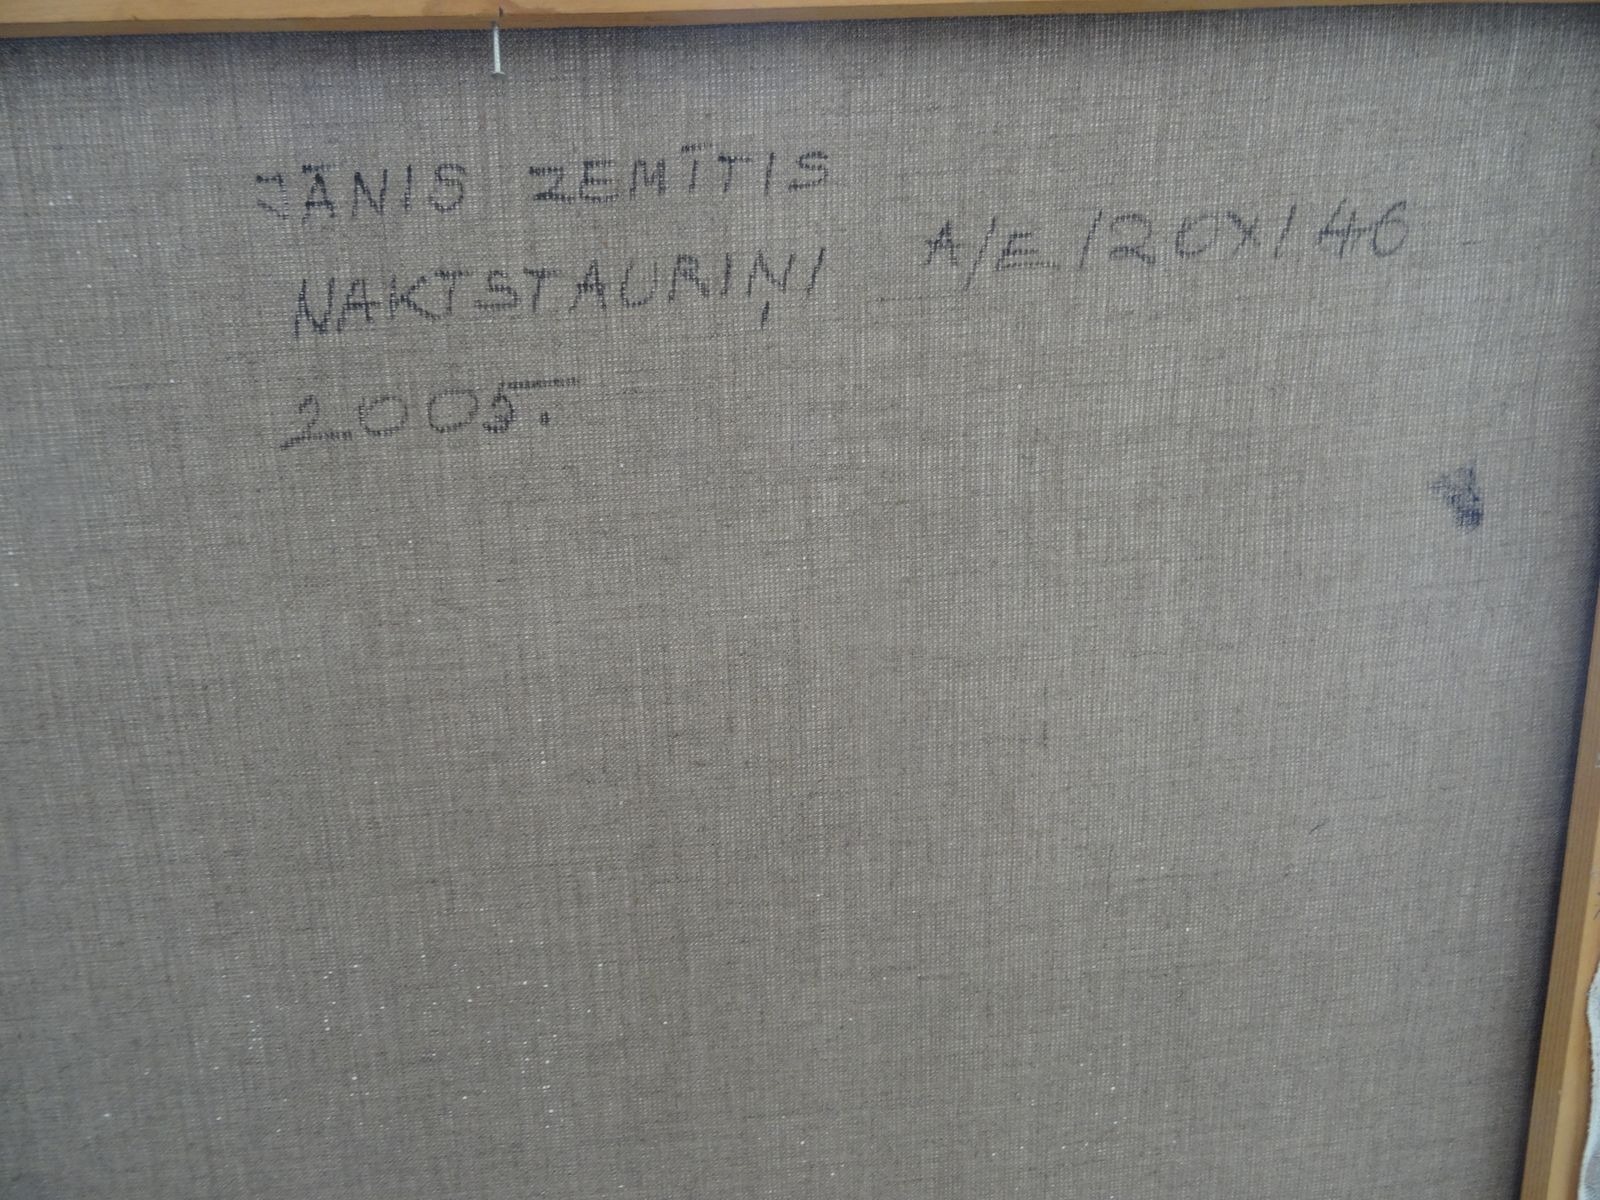 JĀNIS ZEMĪTIS
NAKTSTAURIŅI A/E 120X146
2005.